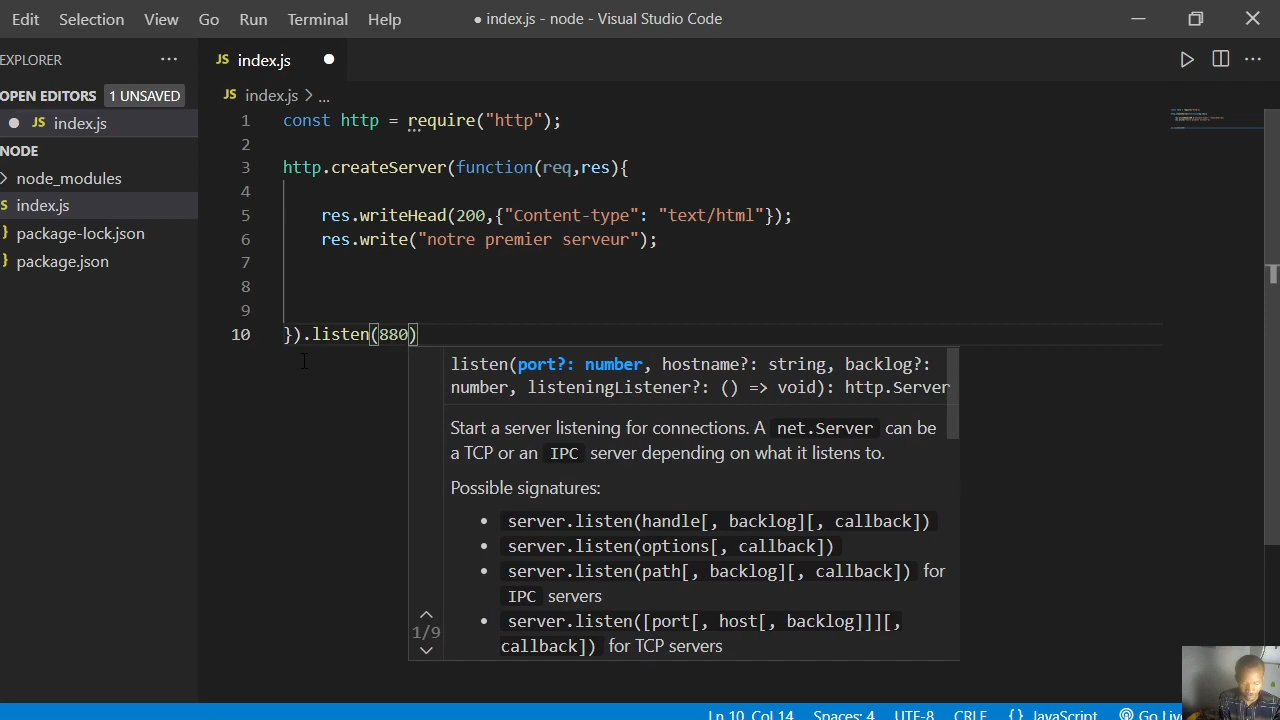 Edit Selection View Go Run Terminal Help ● index.js - node - Visual Studio Code
EXPLORER ... JS index.js
OPEN EDITORS 1 UNSAVED JS index.js > ...
JS index.js
NODE
node_modules
index.js
package-lock.json
package.json
1 const http = require("http");
2
3 http.createServer(function(req,res){
4
5 res.writeHead(200,{"Content-type": "text/html"});
6 res.write("notre premier serveur");
7
8
9
10 }).listen(880)
listen(port?: number, hostname?: string, backlog?:
number, listeningListener?: () => void): http.Server
Start a server listening for connections. A net.Server can be
a TCP or an IPC server depending on what it listens to.
Possible signatures:
• server.listen(handle[, backlog][, callback])
• server.listen(options[, callback])
• server.listen(path[, backlog][, callback]) for
IPC servers
• server.listen([port[, host[, backlog]]][,
callback]) for TCP servers
1/9
Ln 10, Col 14 Spaces: 4 UTF-8 CRLF {} JavaScript Go Liv